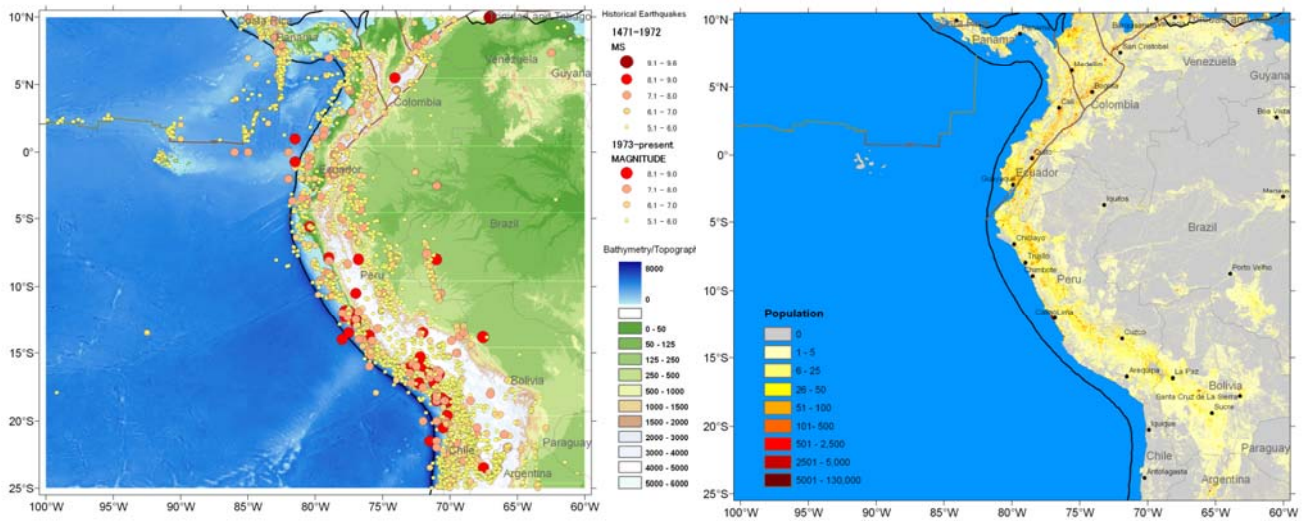 Costa Rica
Panama
Trinidad and Tobago
Venezuela
Guyana
Colombia
Ecuador
Brazil
Peru
Bolivia
Paraguay
Chile
Argentina
10°N
5°N
0°
5°S
10°S
15°S
20°S
25°S
100°W
95°W
90°W
85°W
80°W
75°W
70°W
65°W
60°W
Historical Earthquakes
1471-1972
MS
9.1 - 9.6
8.1 - 9.0
7.1 - 8.0
6.1 - 7.0
5.1 - 6.0
1973-present
MAGNITUDE
8.1 - 9.0
7.1 - 8.0
6.1 - 7.0
5.1 - 6.0
Bathymetry/Topograph
8000
0
0 - 50
50 - 125
125 - 250
250 - 500
500 - 1000
1000 - 1500
1500 - 2000
2000 - 3000
3000 - 4000
4000 - 5000
5000 - 6000
10°N
5°N
0°
5°S
10°S
15°S
20°S
25°S
Panama
San Cristobal
Venezuela
Guyana
Medellin
Bogota
Colombia
Cali
Boa Vista
Quito
Ecuador
Manaus
Iquitos
Brazil
Chiclayo
Trujillo
Chimbote
Peru
Porto Velho
Cuzco
Arequipa
La Paz
Bolivia
Santa Cruz de La Sierra
Sucre
Iquique
Paraguay
Chile
Antofagasta
Argentina
Population
0
1 - 5
6 - 25
26 - 50
51 - 100
101- 500
501 - 2,500
2501 - 5,000
5001 - 130,000
100°W
95°W
90°W
85°W
80°W
75°W
70°W
65°W
60°W